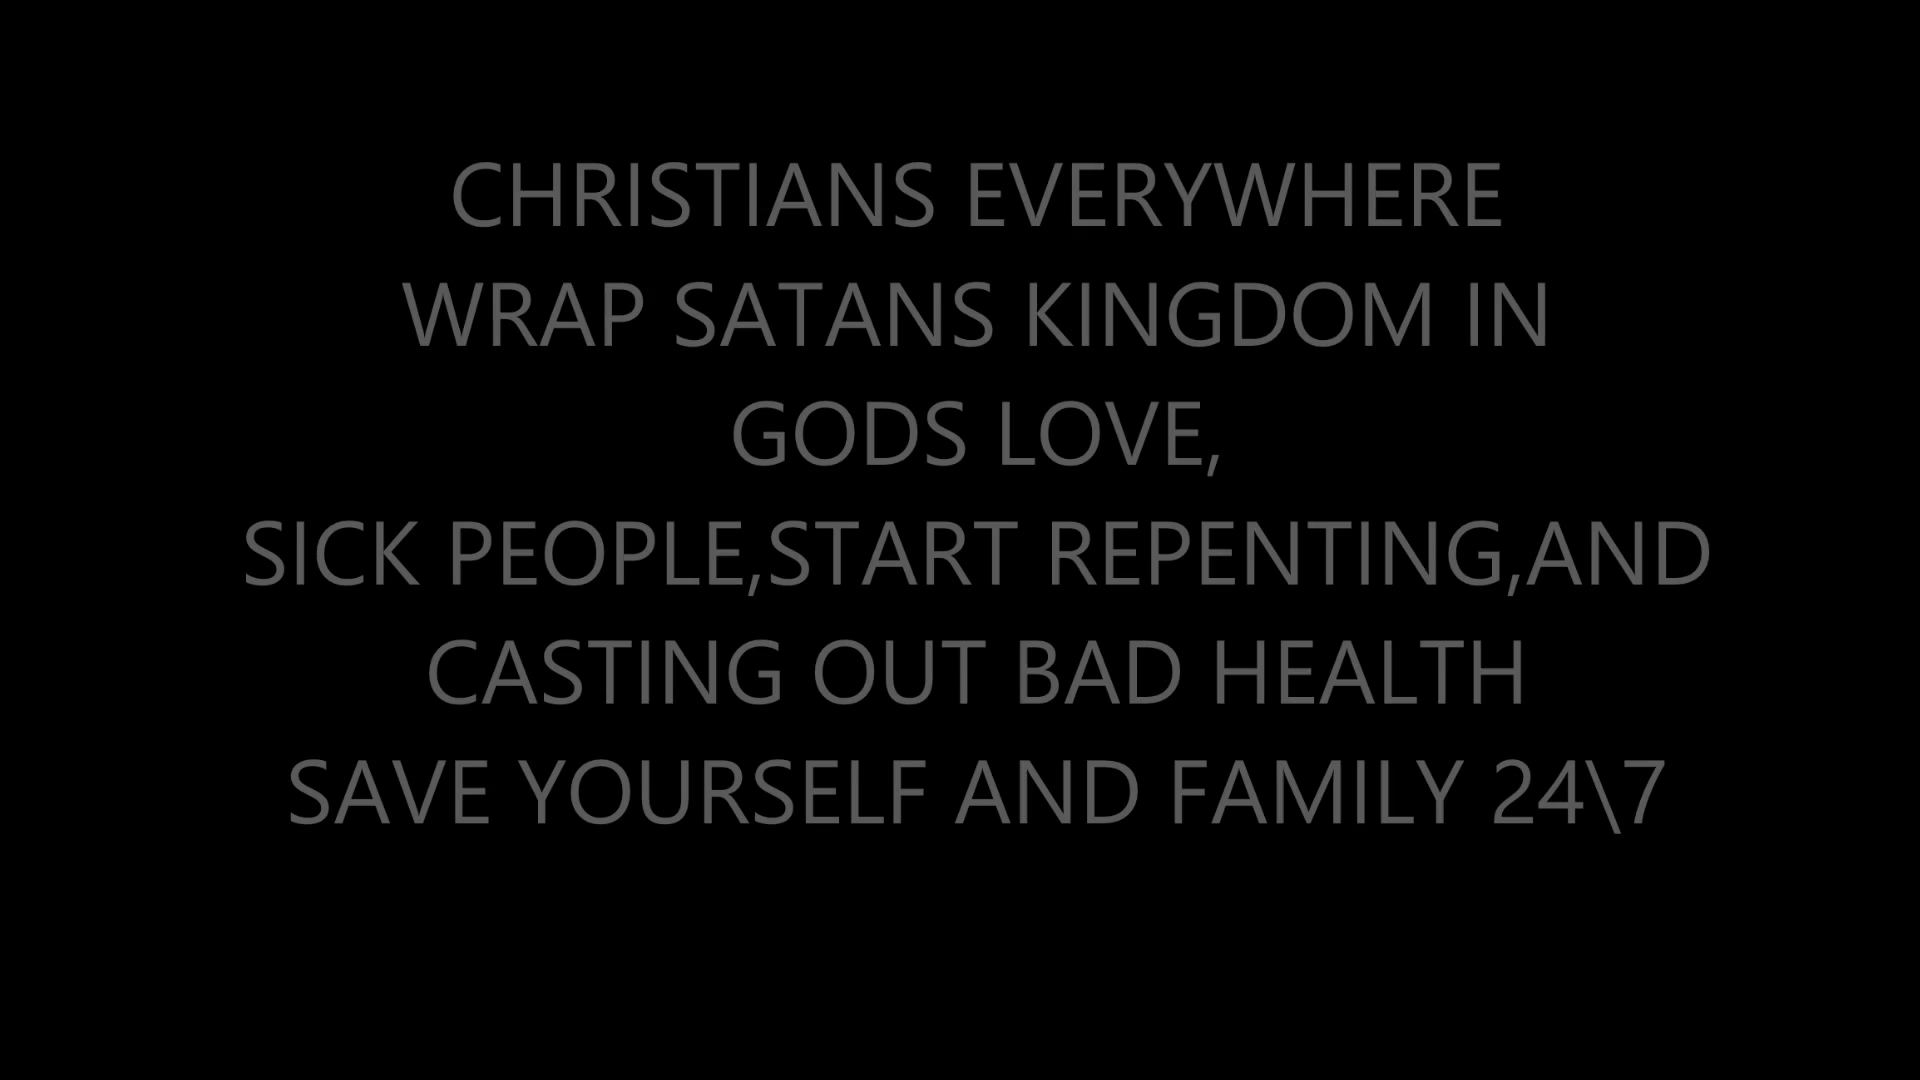 CHRISTIANS EVERYWHERE
WRAP SATANS KINGDOM IN
GODS LOVE,
SICK PEOPLE,START REPENTING,AND
CASTING OUT BAD HEALTH
SAVE YOURSELF AND FAMILY 24\7